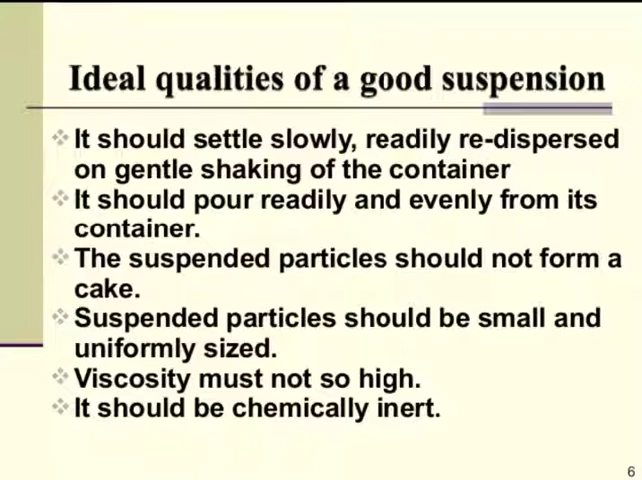 Ideal qualities of a good suspension
It should settle slowly, readily re-dispersed
on gentle shaking of the container
It should pour readily and evenly from its
container.
The suspended particles should not form a
cake.
Suspended particles should be small and
uniformly sized.
Viscosity must not so high.
It should be chemically inert.
6